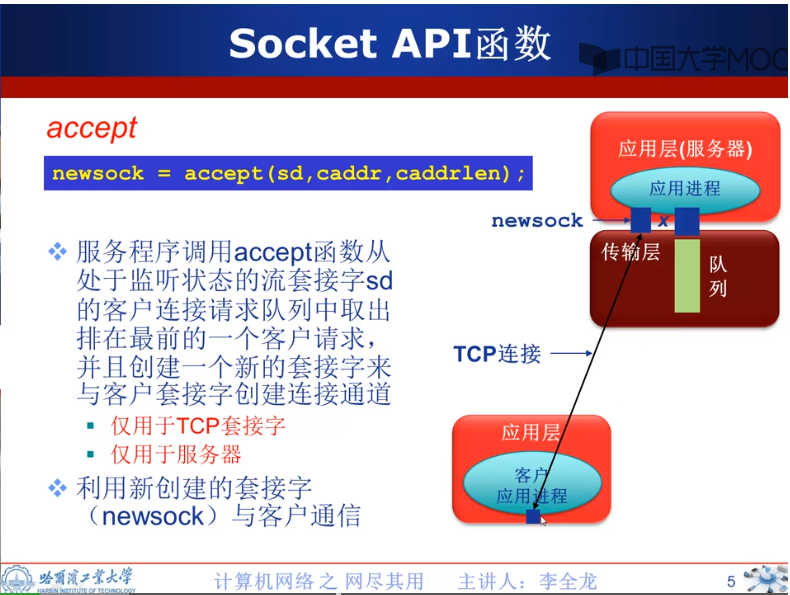 Socket API函数
中国大学MOOC
accept
newsock = accept(sd,caddr,caddrlen);
服务程序调用accept函数从
处于监听状态的流套接字sd
的客户连接请求队列中取出
排在最前的一个客户请求，
并且创建一个新的套接字来
与客户套接字创建连接通道
仅用于TCP套接字
仅用于服务器
利用新创建的套接字
（newsock）与客户通信
应用层(服务器)
应用进程
newsock
x
传输层
队
列
TCP连接
应用层
客户
应用进程
哈尔滨工业大学
HARBIN INSTITUTE OF TECHNOLOGY
计算机网络 之 网尽其用
主讲人：李全龙
5